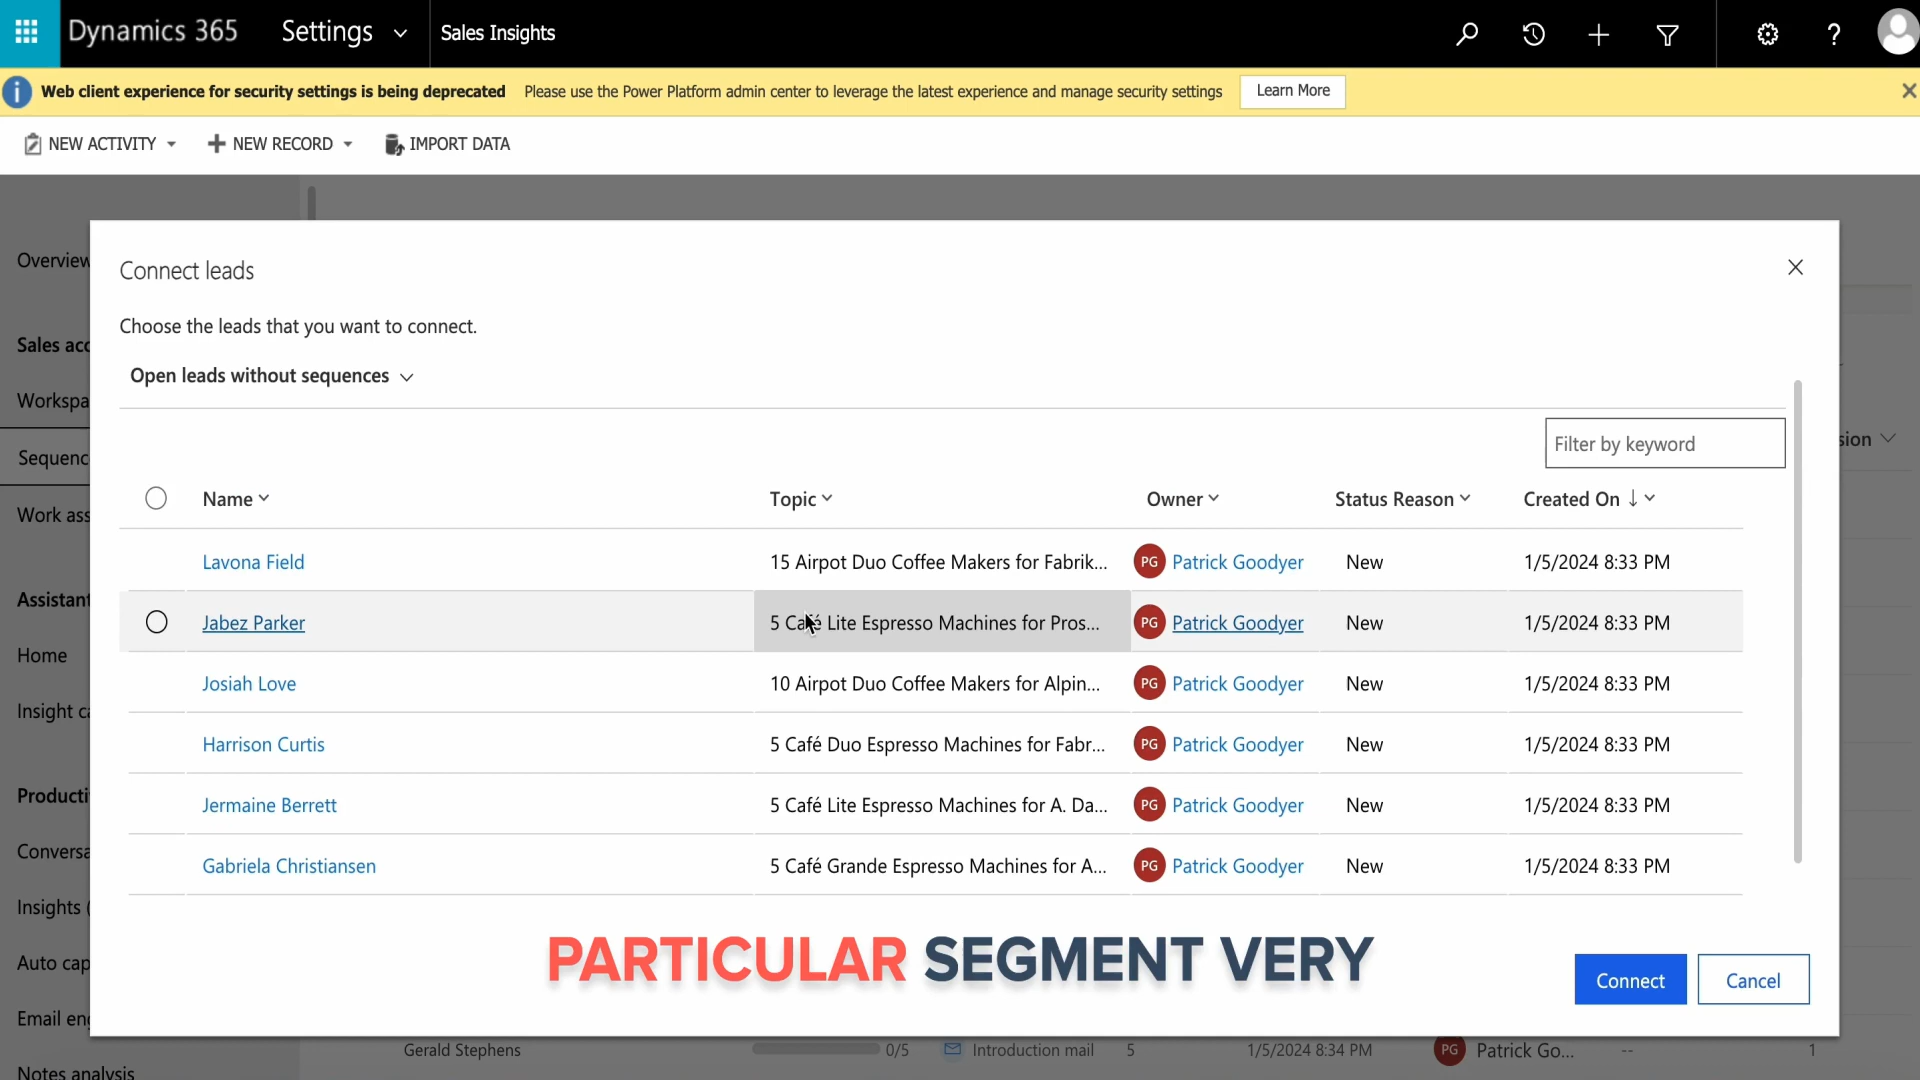 Dynamics 365 Settings Sales Insights
Web client experience for security settings is being deprecated Please use the Power Platform admin center to leverage the latest experience and manage security settings Learn More
NEW ACTIVITY NEW RECORD IMPORT DATA
Overview
Sales acc
Workspa
Sequenc
Work ass
Assistant
Home
Insight ca
Producti
Conversa
Insights (
Auto cap
Email eng
Notes analysis
Connect leads
Choose the leads that you want to connect.
Open leads without sequences
Filter by keyword
sion
Name Topic Owner Status Reason Created On
Lavona Field 15 Airpot Duo Coffee Makers for Fabrik... PG Patrick Goodyer New 1/5/2024 8:33 PM
Jabez Parker 5 Café Lite Espresso Machines for Pros... PG Patrick Goodyer New 1/5/2024 8:33 PM
Josiah Love 10 Airpot Duo Coffee Makers for Alpin... PG Patrick Goodyer New 1/5/2024 8:33 PM
Harrison Curtis 5 Café Duo Espresso Machines for Fabr... PG Patrick Goodyer New 1/5/2024 8:33 PM
Jermaine Berrett 5 Café Lite Espresso Machines for A. Da... PG Patrick Goodyer New 1/5/2024 8:33 PM
Gabriela Christiansen 5 Café Grande Espresso Machines for A... PG Patrick Goodyer New 1/5/2024 8:33 PM
PARTICULAR SEGMENT VERY
Connect Cancel
Gerald Stephens 0/5 Introduction mail 5 1/5/2024 8:34 PM PG Patrick Go... -- 1